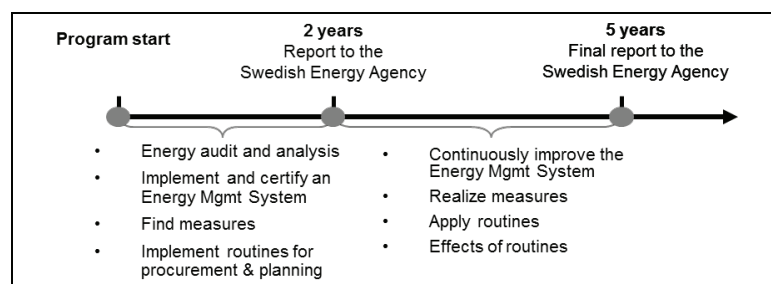 Program start
2 years
Report to the
Swedish Energy Agency
5 years
Final report to the
Swedish Energy Agency
• Energy audit and analysis
• Implement and certify an
Energy Mgmt System
• Find measures
• Implement routines for
procurement & planning
• Continuously improve the
Energy Mgmt System
• Realize measures
• Apply routines
• Effects of routines